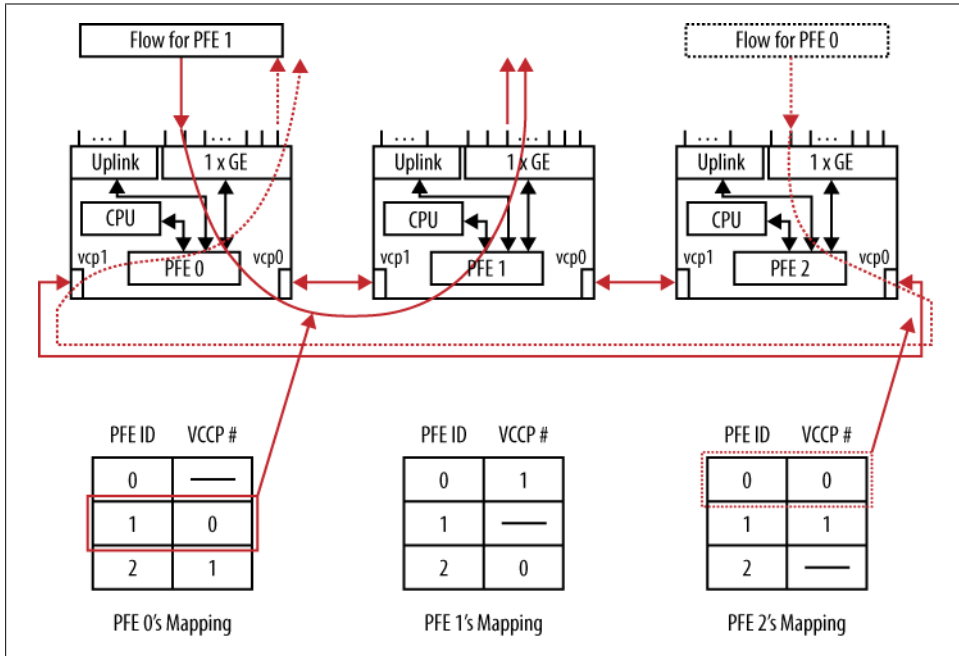 Flow for PFE 1
Flow for PFE 0
... ...
... ...
... ...
Uplink 1 x GE
Uplink 1 x GE
Uplink 1 x GE
CPU
CPU
CPU
vcp1 PFE 0 vcp0
vcp1 PFE 1 vcp0
vcp1 PFE 2 vcp0
PFE ID VCCP #
0 —
1 0
2 1
PFE 0's Mapping
PFE ID VCCP #
0 1
1 —
2 0
PFE 1's Mapping
PFE ID VCCP #
0 0
1 1
2 —
PFE 2's Mapping